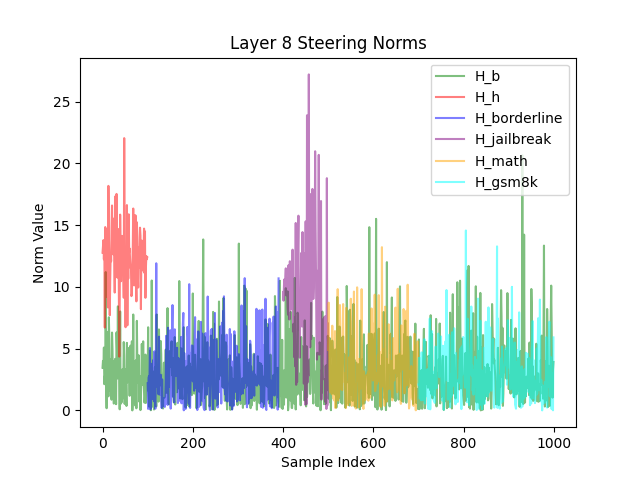 Layer 8 Steering Norms
Norm Value
25
20
15
10
5
0
H_b
H_h
H_borderline
H_jailbreak
H_math
H_gsm8k
0
200
400
600
800
1000
Sample Index